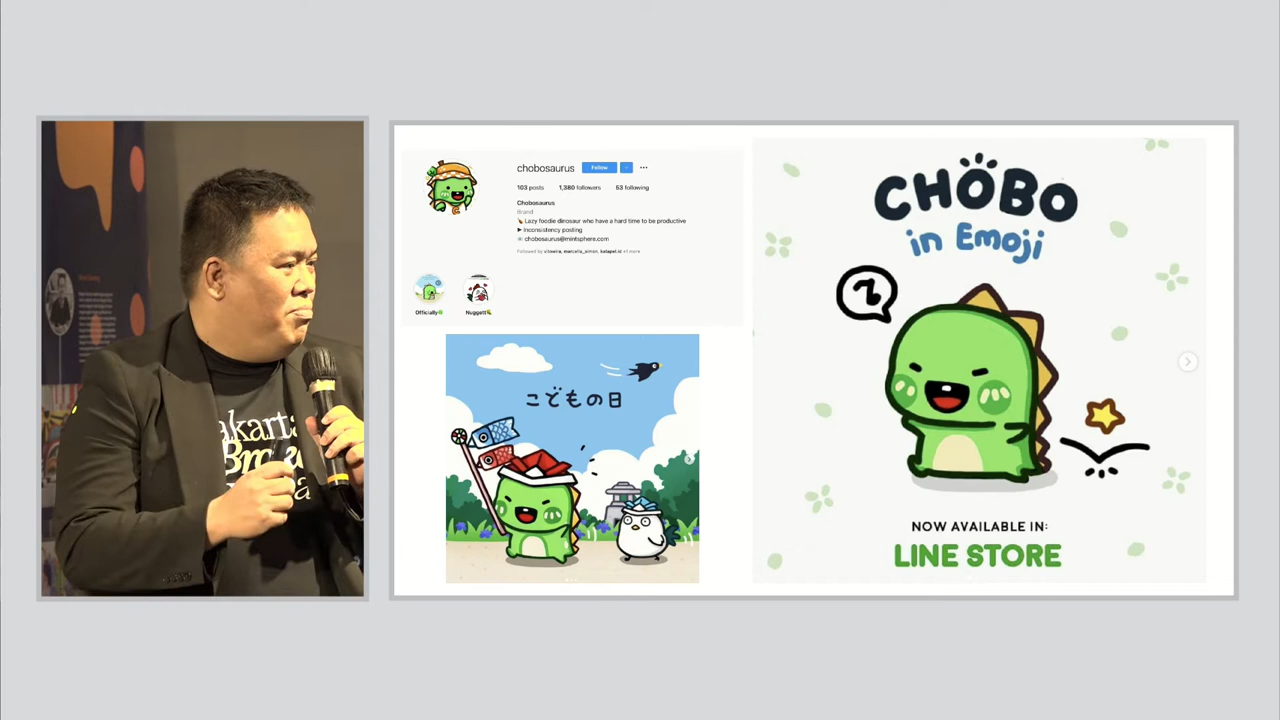 akarta
Bro
a
chobosaurus Follow
103 posts 1,380 followers 53 following
Chobosaurus
Brand
Lazy foodie dinosaur who have a hard time to be productive
Inconsistency posting
chobosaurus@mintsphere.com
Officially
Nuggett
こどもの日
CHOBO
in Emoji
NOW AVAILABLE IN:
LINE STORE